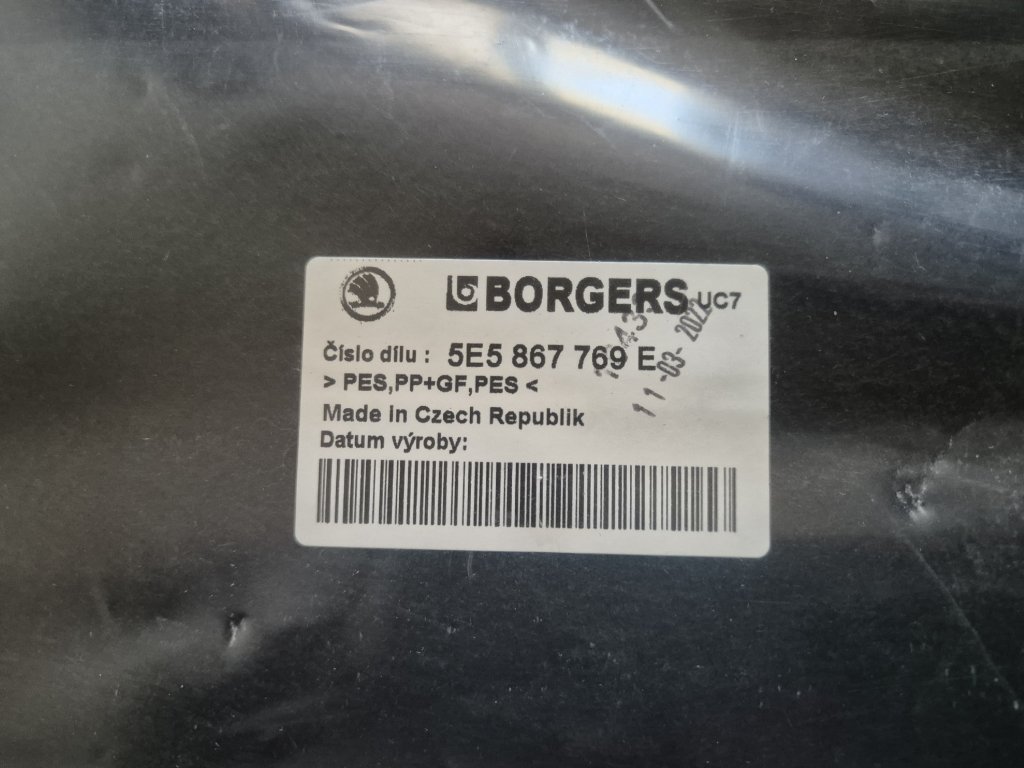 BORGERS UC7
Číslo dílu : 5E5 867 769 E
> PES,PP+GF,PES <
Made in Czech Republik
Datum výroby:
11-03-2022